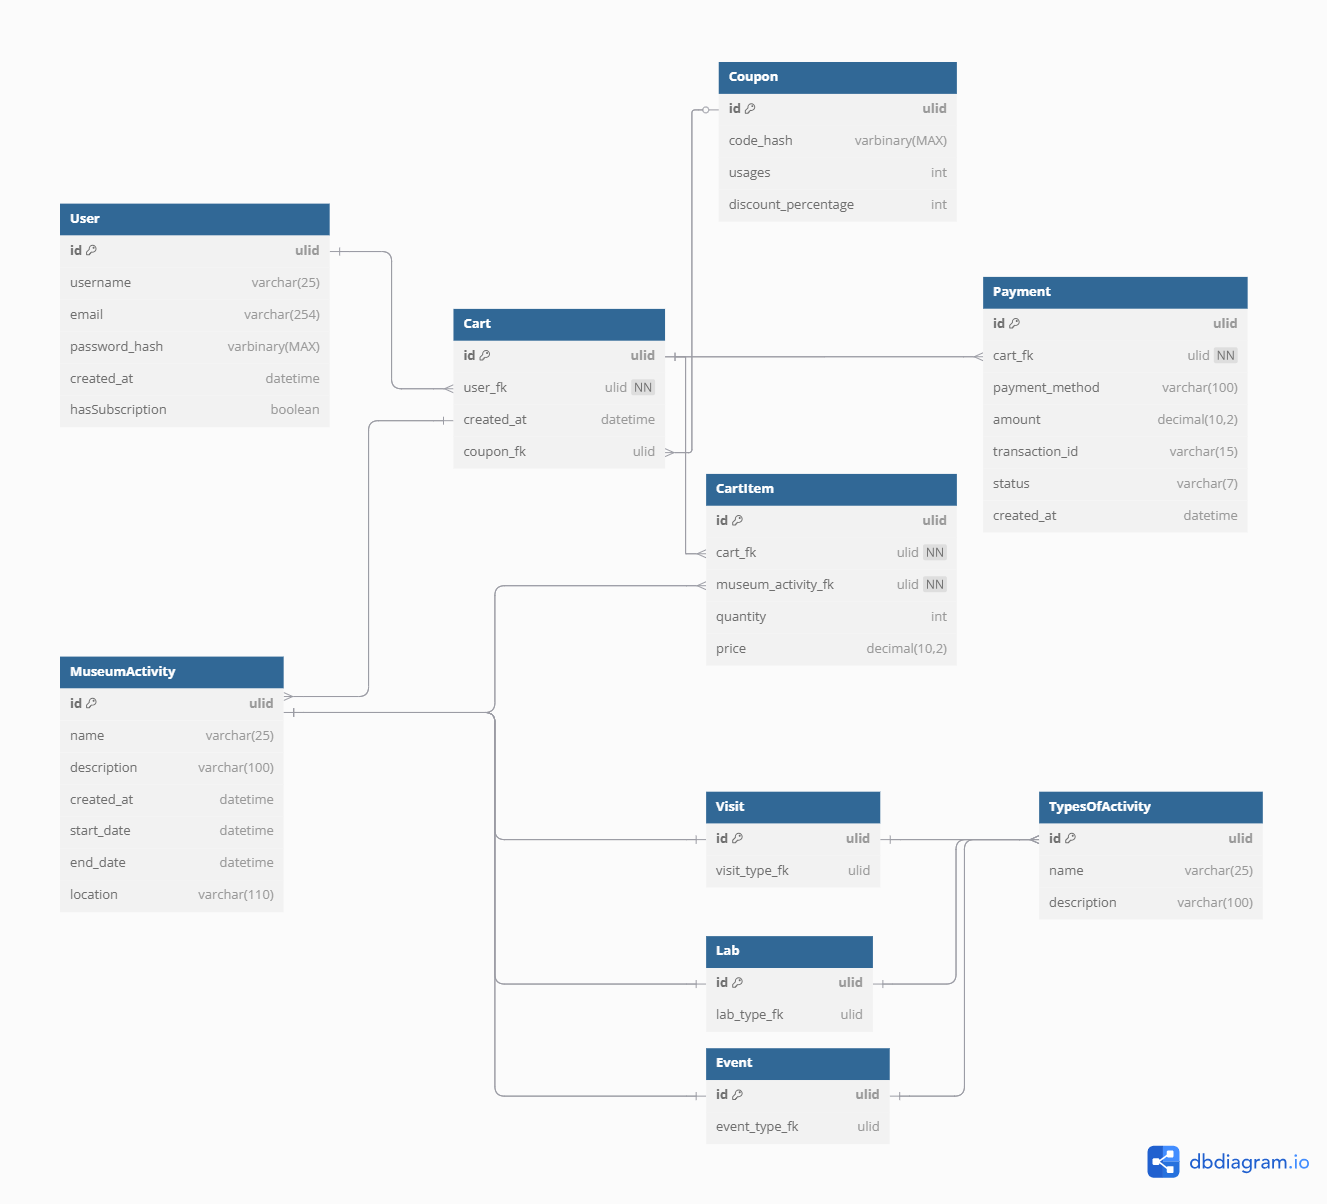 Coupon
id ulid
code_hash varbinary(MAX)
usages int
discount_percentage int
User
id ulid
username varchar(25)
email varchar(254)
password_hash varbinary(MAX)
created_at datetime
hasSubscription boolean
Payment
id ulid
cart_fk ulid NN
payment_method varchar(100)
amount decimal(10,2)
transaction_id varchar(15)
status varchar(7)
created_at datetime
Cart
id ulid
user_fk ulid NN
created_at datetime
coupon_fk ulid
CartItem
id ulid
cart_fk ulid NN
museum_activity_fk ulid NN
quantity int
price decimal(10,2)
MuseumActivity
id ulid
name varchar(25)
description varchar(100)
created_at datetime
start_date datetime
end_date datetime
location varchar(110)
Visit
id ulid
visit_type_fk ulid
TypesOfActivity
id ulid
name varchar(25)
description varchar(100)
Lab
id ulid
lab_type_fk ulid
Event
id ulid
event_type_fk ulid
dbdiagram.io